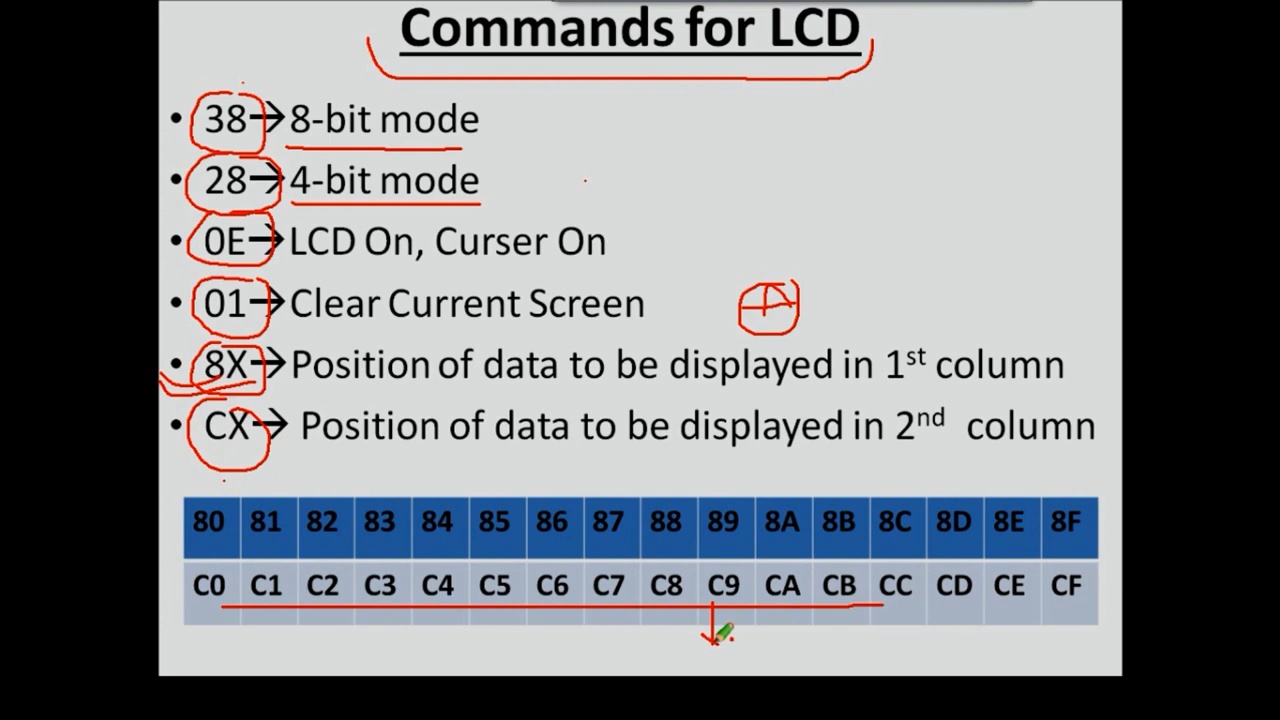 Commands for LCD
• 38→8-bit mode
• 28→4-bit mode
• 0E→LCD On, Curser On
• 01→Clear Current Screen
• 8X→Position of data to be displayed in 1st column
• CX→ Position of data to be displayed in 2nd column
80 81 82 83 84 85 86 87 88 89 8A 8B 8C 8D 8E 8F
C0 C1 C2 C3 C4 C5 C6 C7 C8 C9 CA CB CC CD CE CF